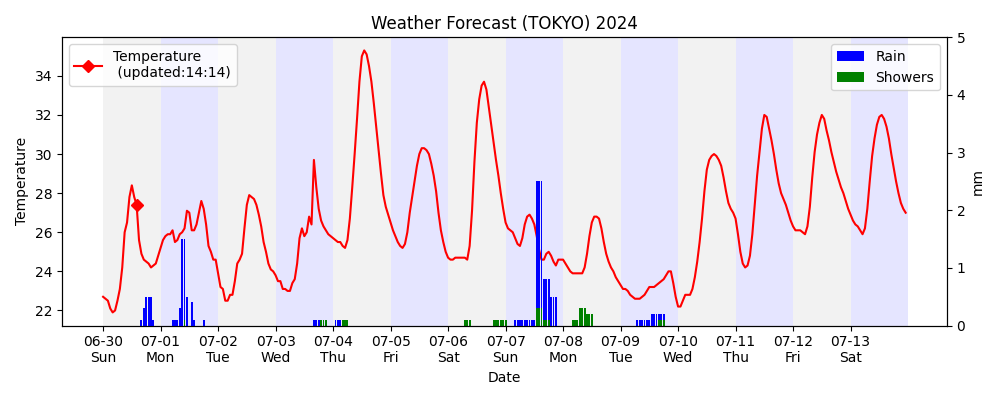 Weather Forecast (TOKYO) 2024
Temperature
(updated:14:14)
Rain
Showers
Temperature
34
32
30
28
26
24
22
5
4
3
2
1
0
mm
06-30 07-01 07-02 07-03 07-04 07-05 07-06 07-07 07-08 07-09 07-10 07-11 07-12 07-13
Sun Mon Tue Wed Thu Fri Sat Sun Mon Tue Wed Thu Fri Sat
Date